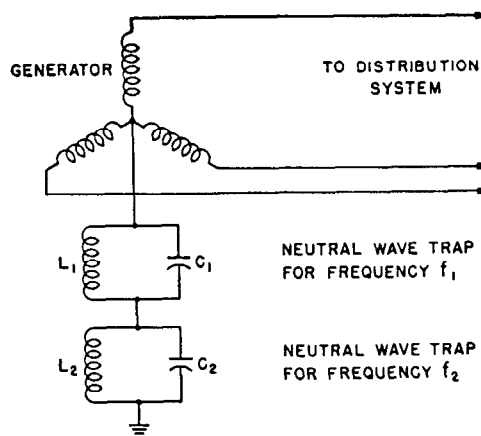 GENERATOR
TO DISTRIBUTION
SYSTEM
L₁
C₁
NEUTRAL WAVE TRAP
FOR FREQUENCY f₁
L₂
C₂
NEUTRAL WAVE TRAP
FOR FREQUENCY f₂